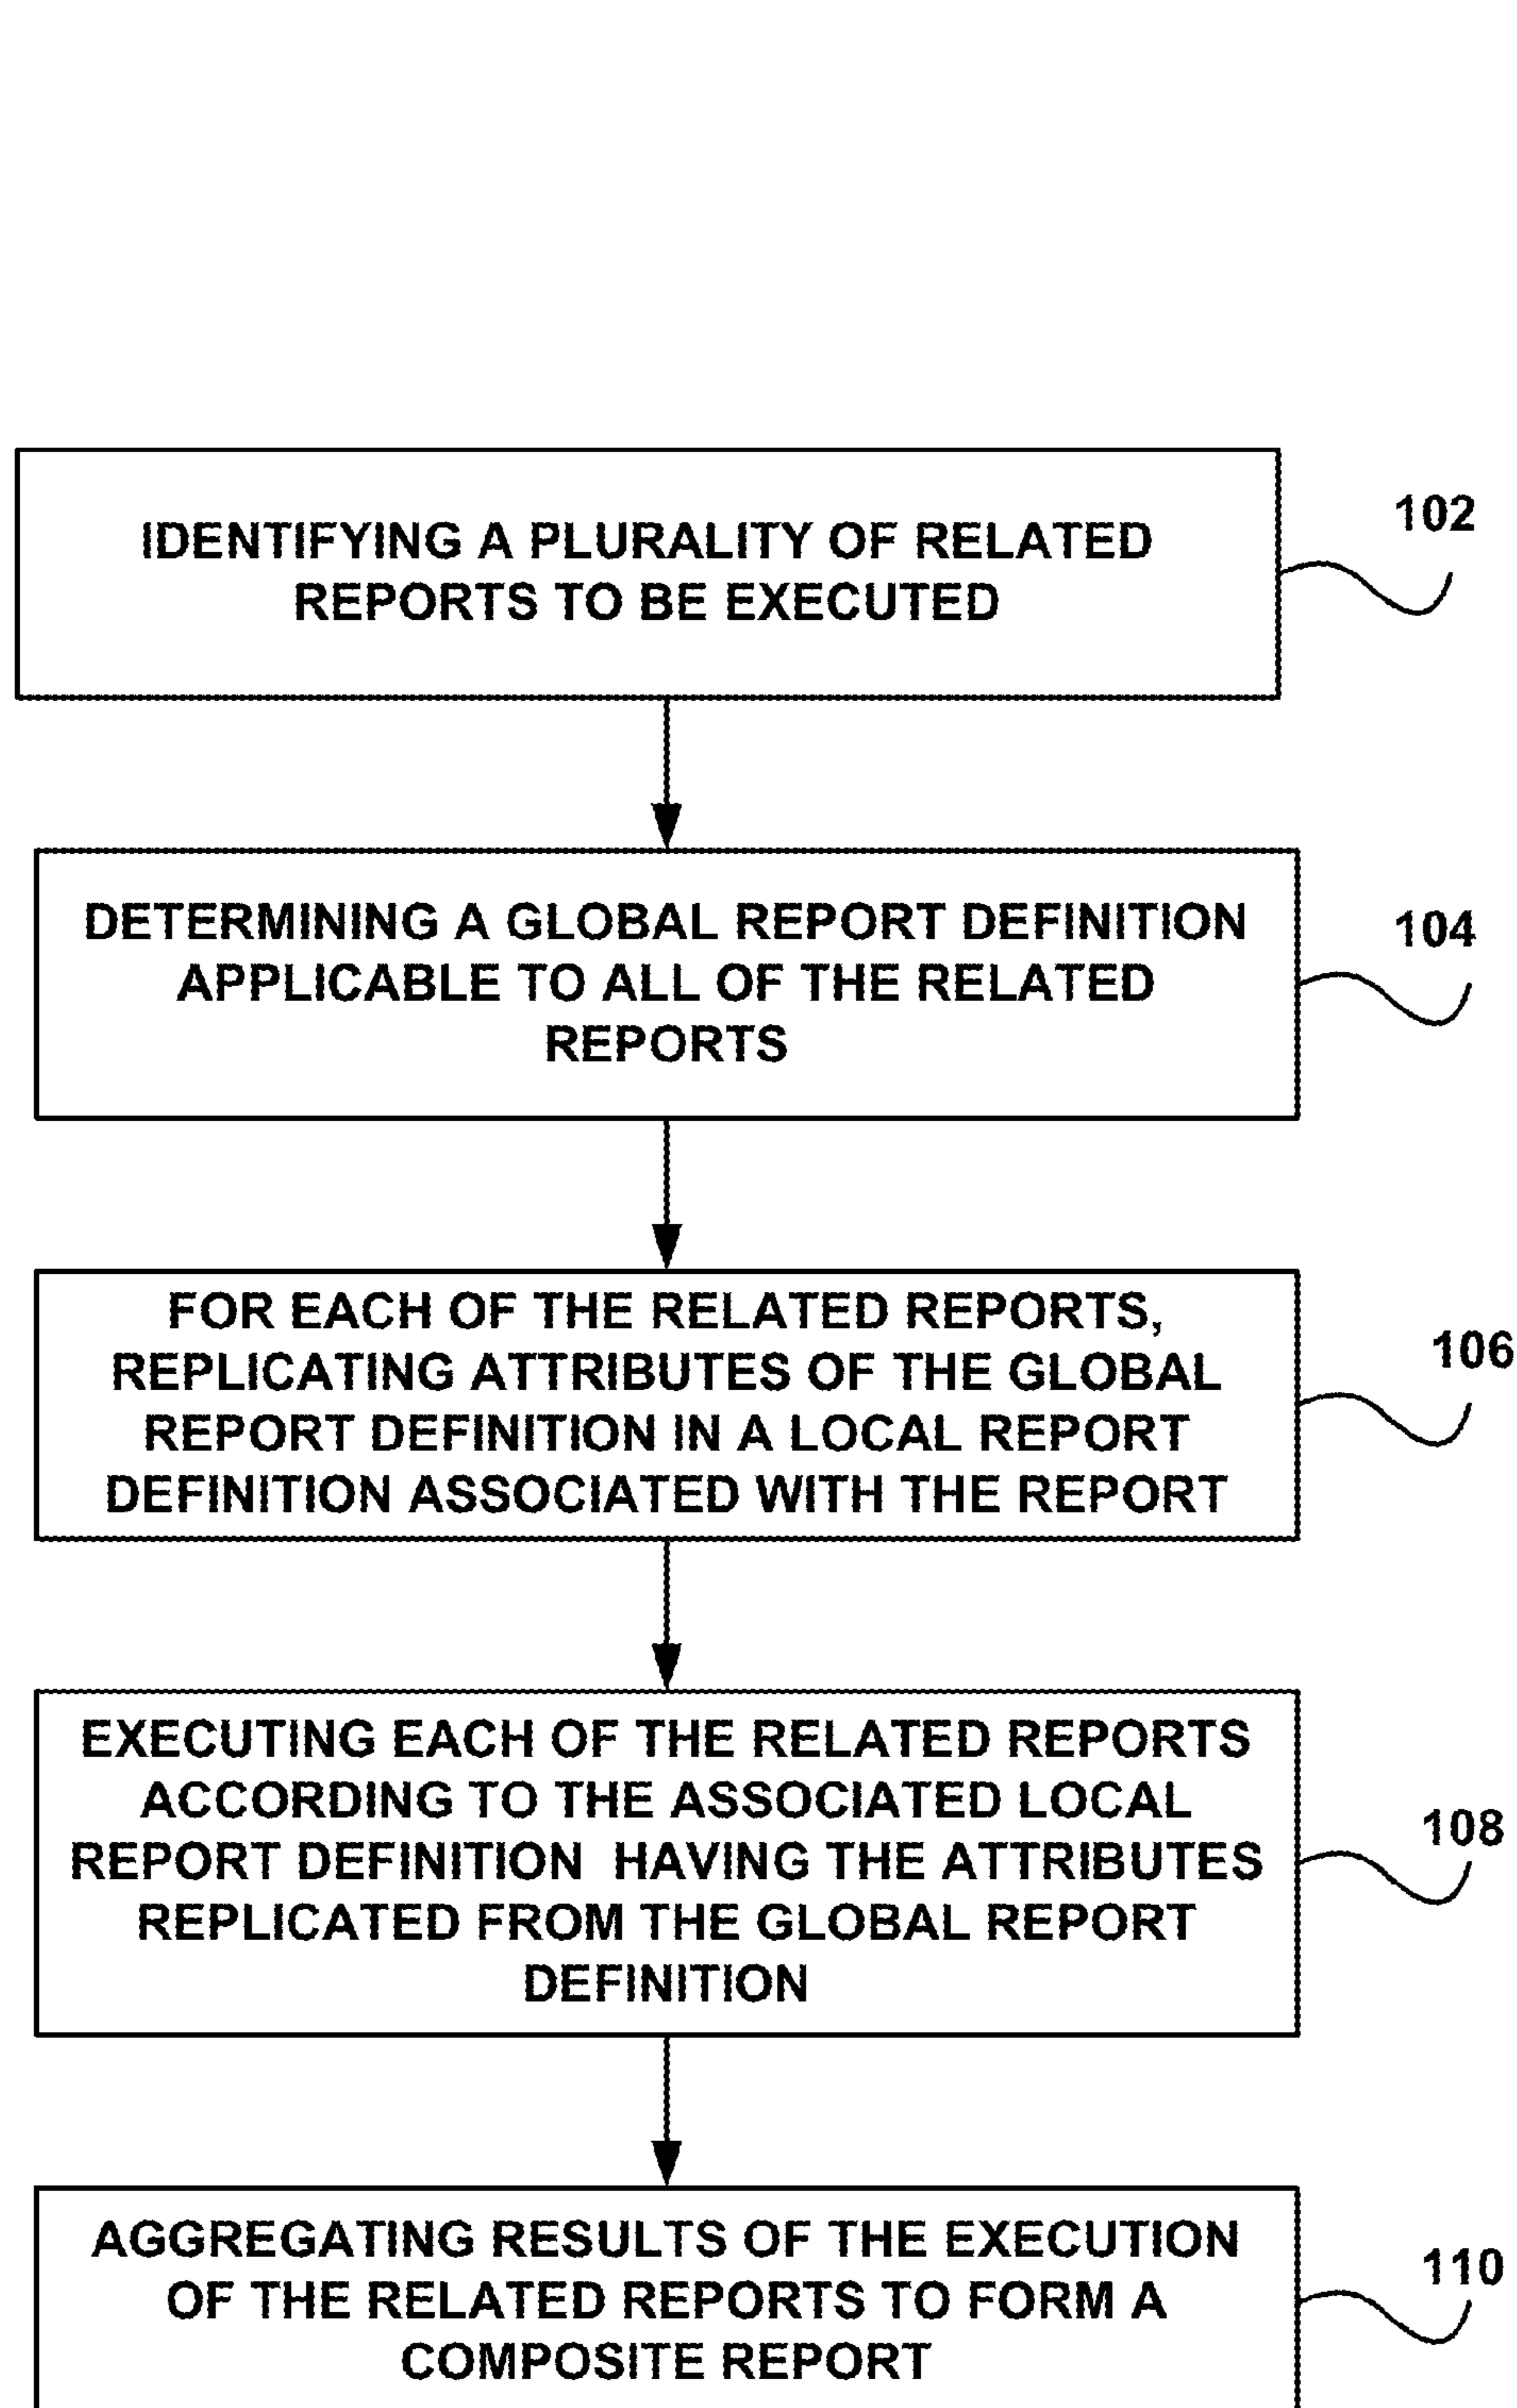 IDENTIFYING A PLURALITY OF RELATED
REPORTS TO BE EXECUTED
102
DETERMINING A GLOBAL REPORT DEFINITION
APPLICABLE TO ALL OF THE RELATED
REPORTS
104
FOR EACH OF THE RELATED REPORTS,
REPLICATING ATTRIBUTES OF THE GLOBAL
REPORT DEFINITION IN A LOCAL REPORT
DEFINITION ASSOCIATED WITH THE REPORT
106
EXECUTING EACH OF THE RELATED REPORTS
ACCORDING TO THE ASSOCIATED LOCAL
REPORT DEFINITION  HAVING THE ATTRIBUTES
REPLICATED FROM THE GLOBAL REPORT
DEFINITION
108
AGGREGATING RESULTS OF THE EXECUTION
OF THE RELATED REPORTS TO FORM A
COMPOSITE REPORT
110